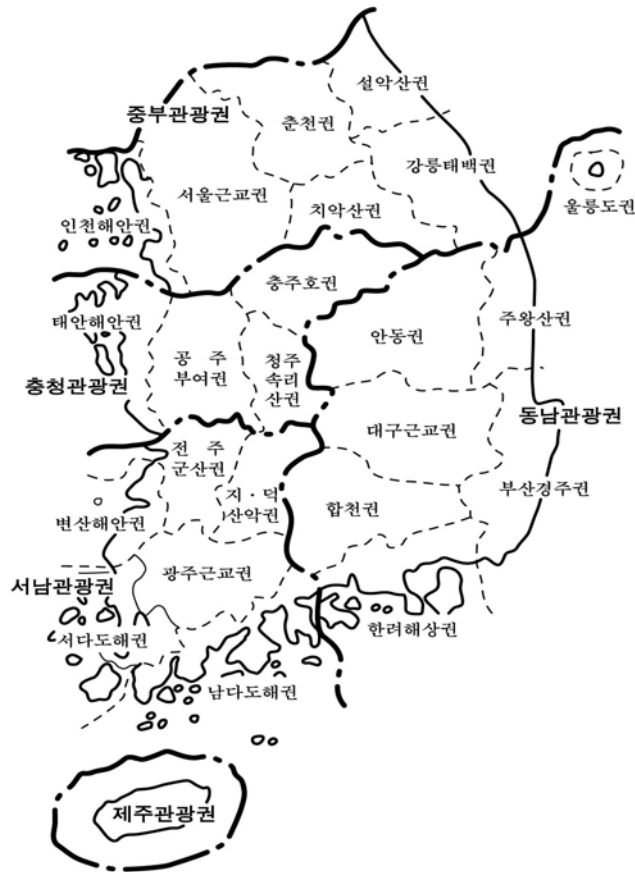 설악산권
중부관광권
춘천권
강릉태백권
서울근교권
치악산권
울릉도권
인천해안권
충주호권
태안해안권
주왕산권
안동권
공 주
부여권
청주
속리
산권
충청관광권
동남관광권
대구근교권
전 주
군산권
부산경주권
지·덕
산악권
합천권
변산해안권
광주근교권
서남관광권
한려해상권
서다도해권
남다도해권
제주관광권